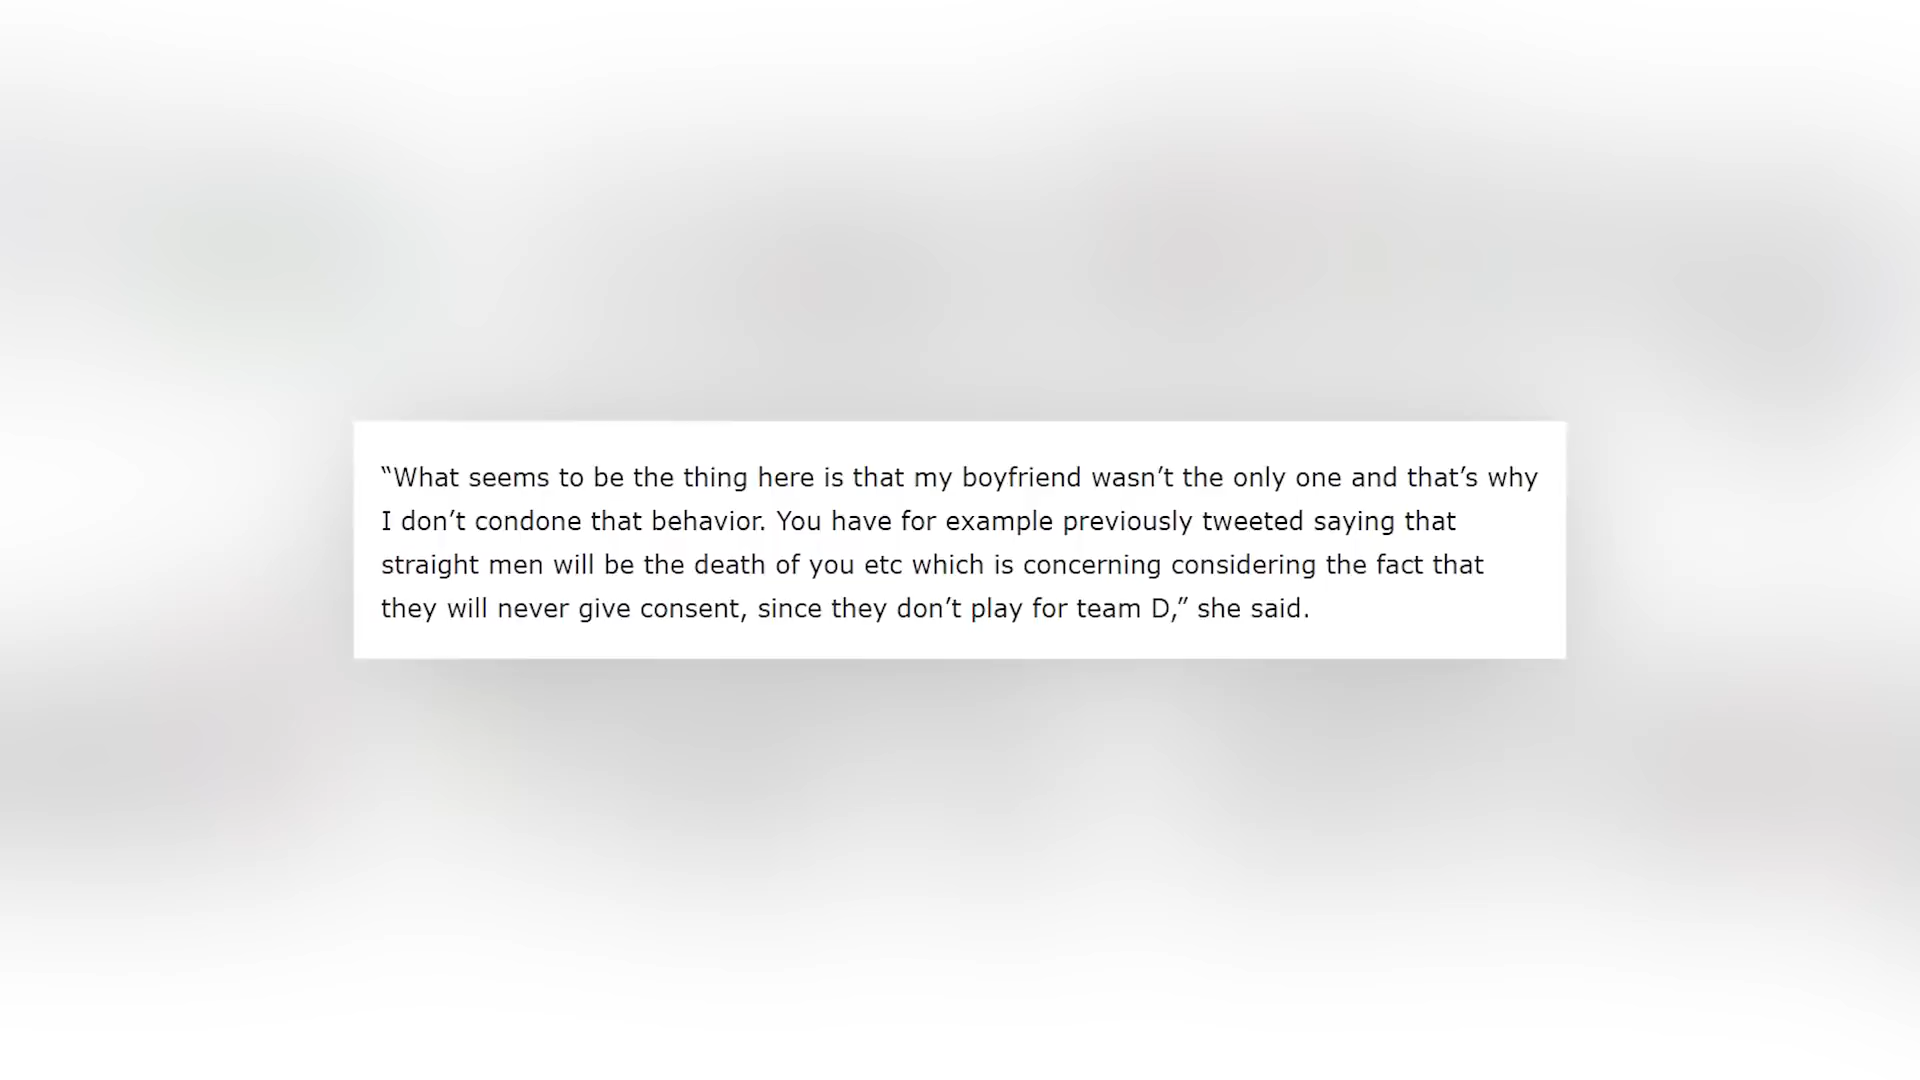 “What seems to be the thing here is that my boyfriend wasn’t the only one and that’s why
I don’t condone that behavior. You have for example previously tweeted saying that
straight men will be the death of you etc which is concerning considering the fact that
they will never give consent, since they don’t play for team D,” she said.